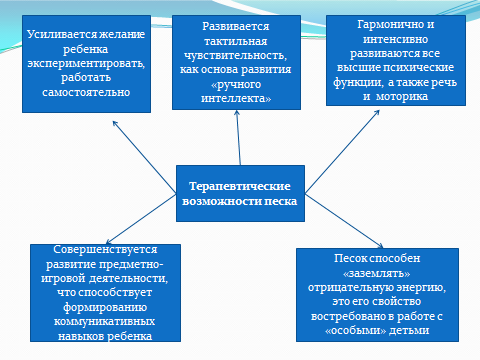 Усиливается желание
ребенка
экспериментировать,
работать
самостоятельно
Развивается
тактильная
чувствительность,
как основа развития
«ручного
интеллекта»
Гармонично и
интенсивно
развиваются все
высшие психические
функции, а также речь
и моторика
Терапевтические
возможности песка
Совершенствуется
развитие предметно-
игровой деятельности,
что способствует
формированию
коммуникативных
навыков ребенка
Песок способен
«заземлять»
отрицательную энергию,
это его свойство
востребовано в работе с
«особыми» детьми